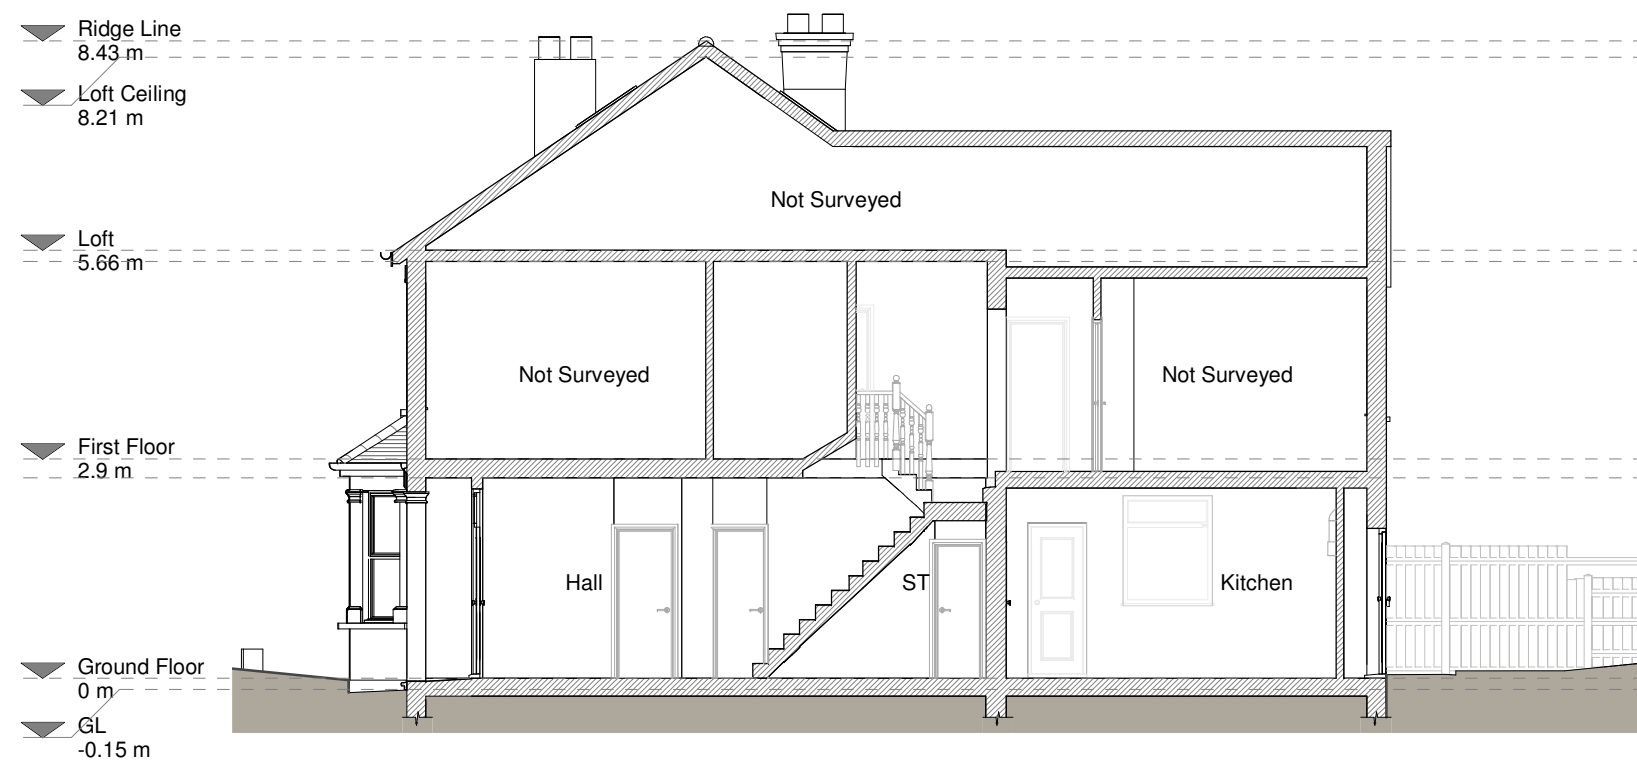 Ridge Line
8.43 m
Loft Ceiling
8.21 m
Not Surveyed
Loft
5.66 m
Not Surveyed
Not Surveyed
First Floor
2.9 m
Hall
ST
Kitchen
Ground Floor
0 m
GL
-0.15 m